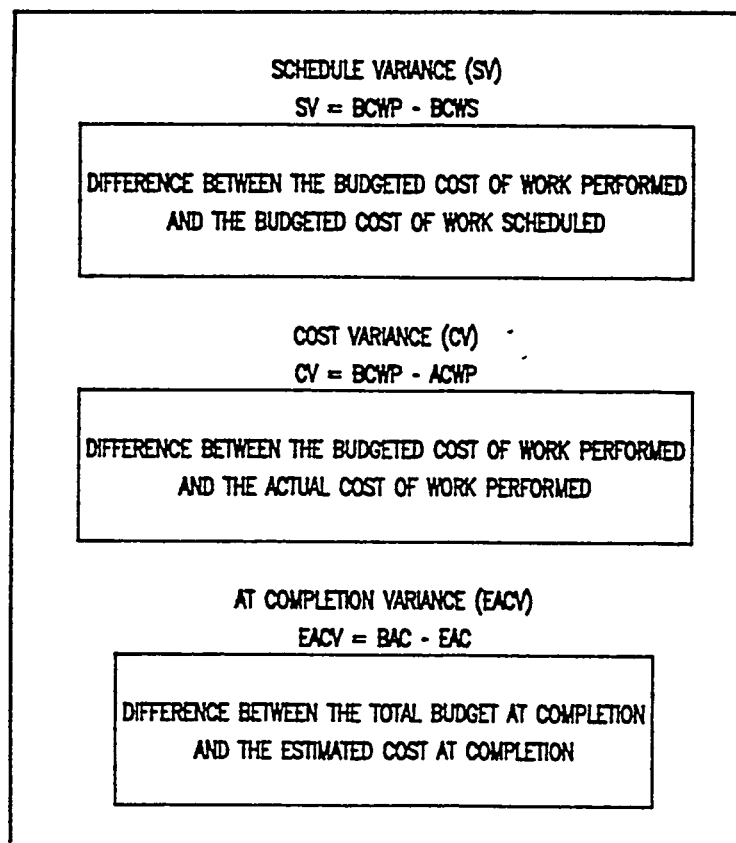 SCHEDULE VARIANCE (SV)
SV = BCWP - BCWS
DIFFERENCE BETWEEN THE BUDGETED COST OF WORK PERFORMED
AND THE BUDGETED COST OF WORK SCHEDULED
COST VARIANCE (CV)
CV = BCWP - ACWP
DIFFERENCE BETWEEN THE BUDGETED COST OF WORK PERFORMED
AND THE ACTUAL COST OF WORK PERFORMED
AT COMPLETION VARIANCE (EACV)
EACV = BAC - EAC
DIFFERENCE BETWEEN THE TOTAL BUDGET AT COMPLETION
AND THE ESTIMATED COST AT COMPLETION